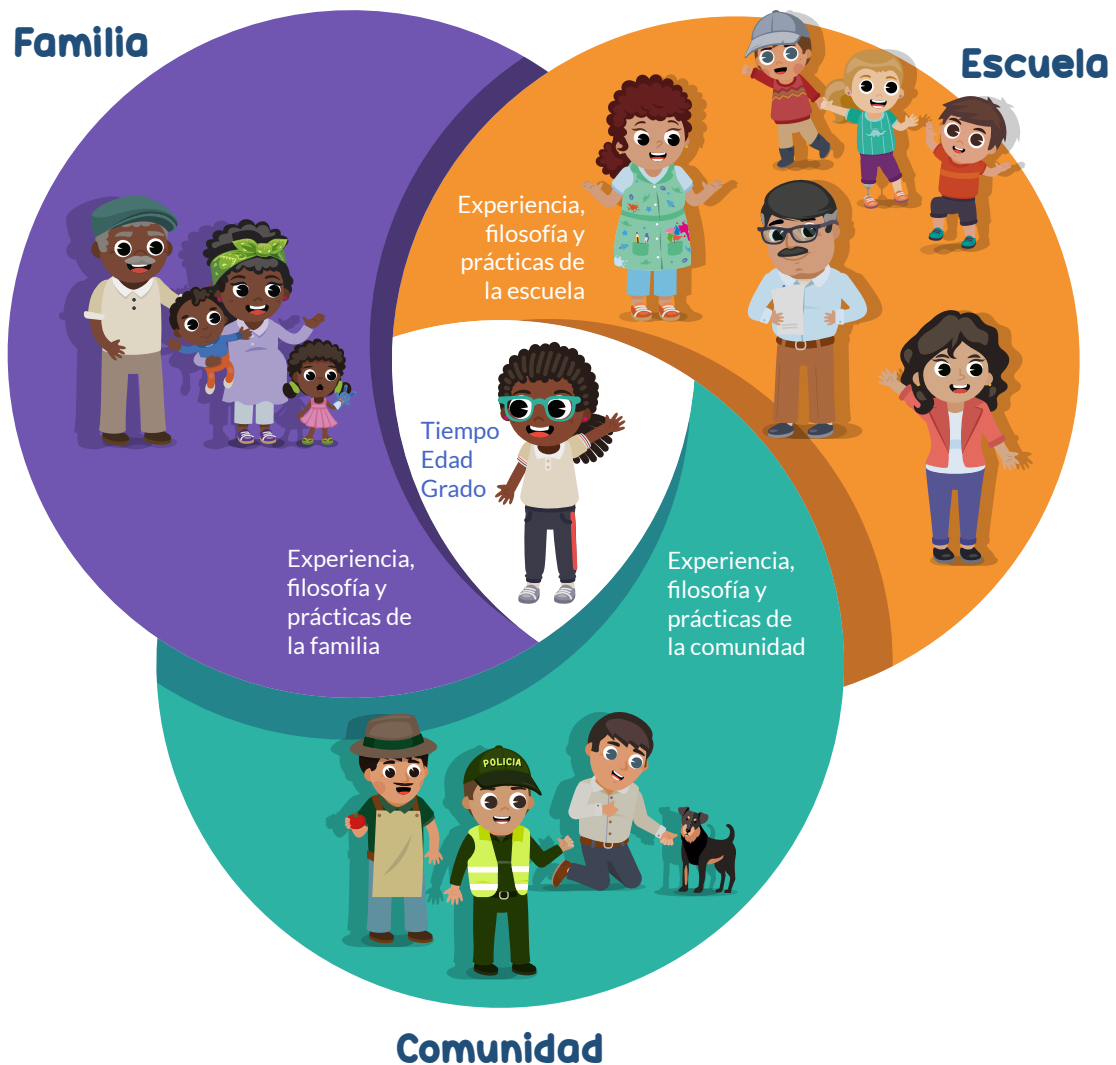 Familia
Escuela
Experiencia,
filosofía y
prácticas de
la escuela
Tiempo
Edad
Grado
Experiencia,
filosofía y
prácticas de
la familia
Experiencia,
filosofía y
prácticas de
la comunidad
POLICIA
Comunidad